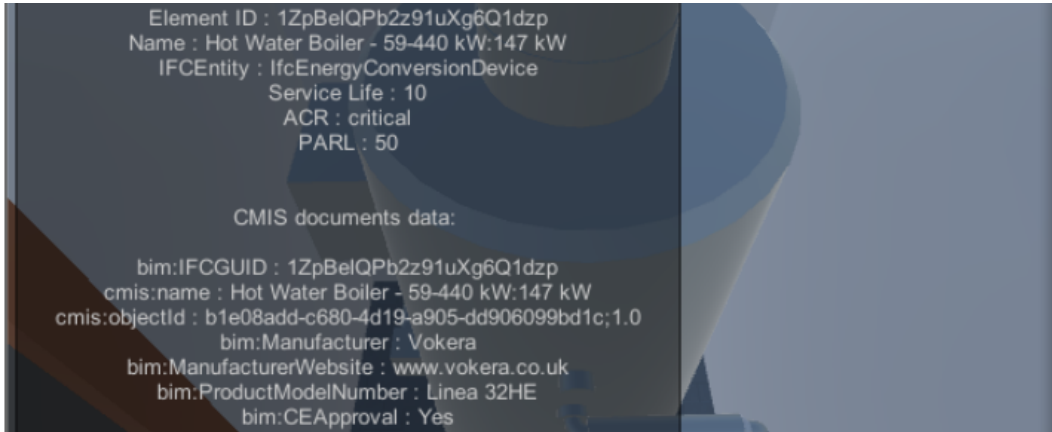 Element ID : 1ZpBelQPb2z91uXg6Q1dzp
Name : Hot Water Boiler - 59-440 kW:147 kW
IFCEntity : IfcEnergyConversionDevice
Service Life : 10
ACR : critical
PARL : 50
CMIS documents data:
bim:IFCGUID : 1ZpBelQPb2z91uXg6Q1dzp
cmis:name : Hot Water Boiler - 59-440 kW:147 kW
cmis:objectId : b1e08add-c680-4d19-a905-dd906099bd1c;1.0
bim:Manufacturer : Vokera
bim:ManufacturerWebsite : www.vokera.co.uk
bim:ProductModelNumber : Linea 32HE
bim:CEApproval : Yes